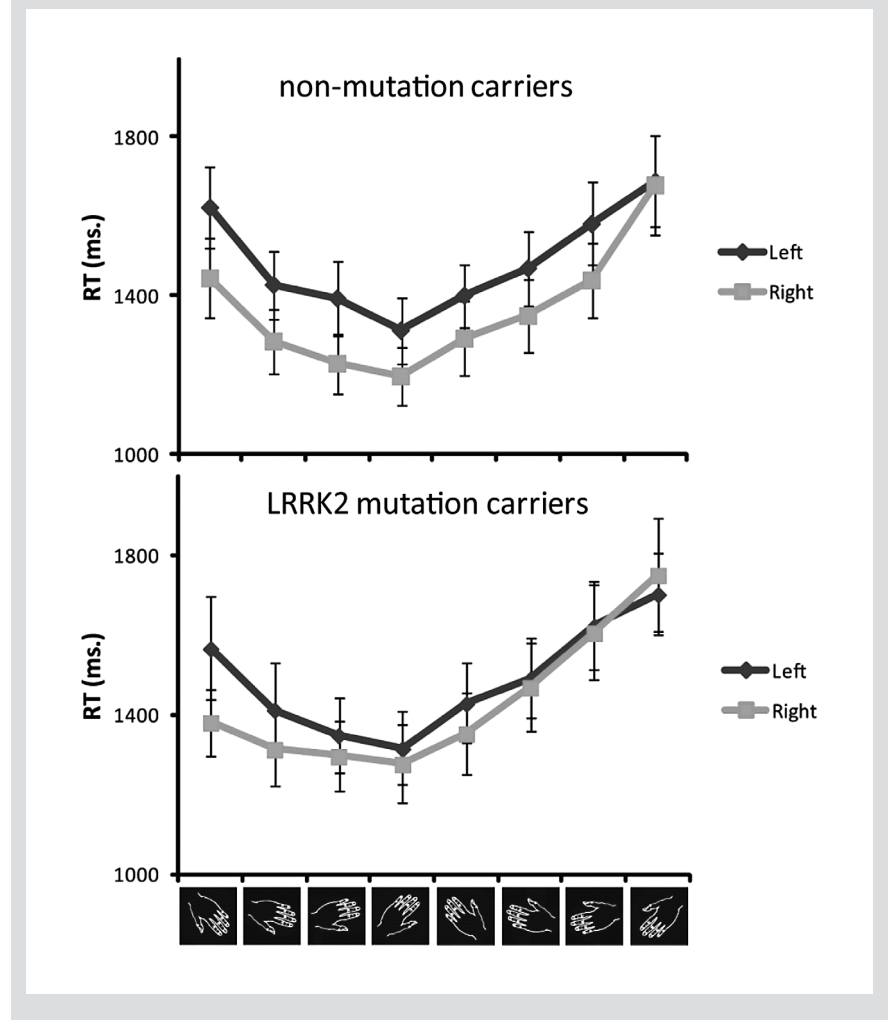 non-mutation carriers
1800
RT (ms.)
1400
1000
Left
Right
LRRK2 mutation carriers
1800
RT (ms.)
1400
1000
Left
Right